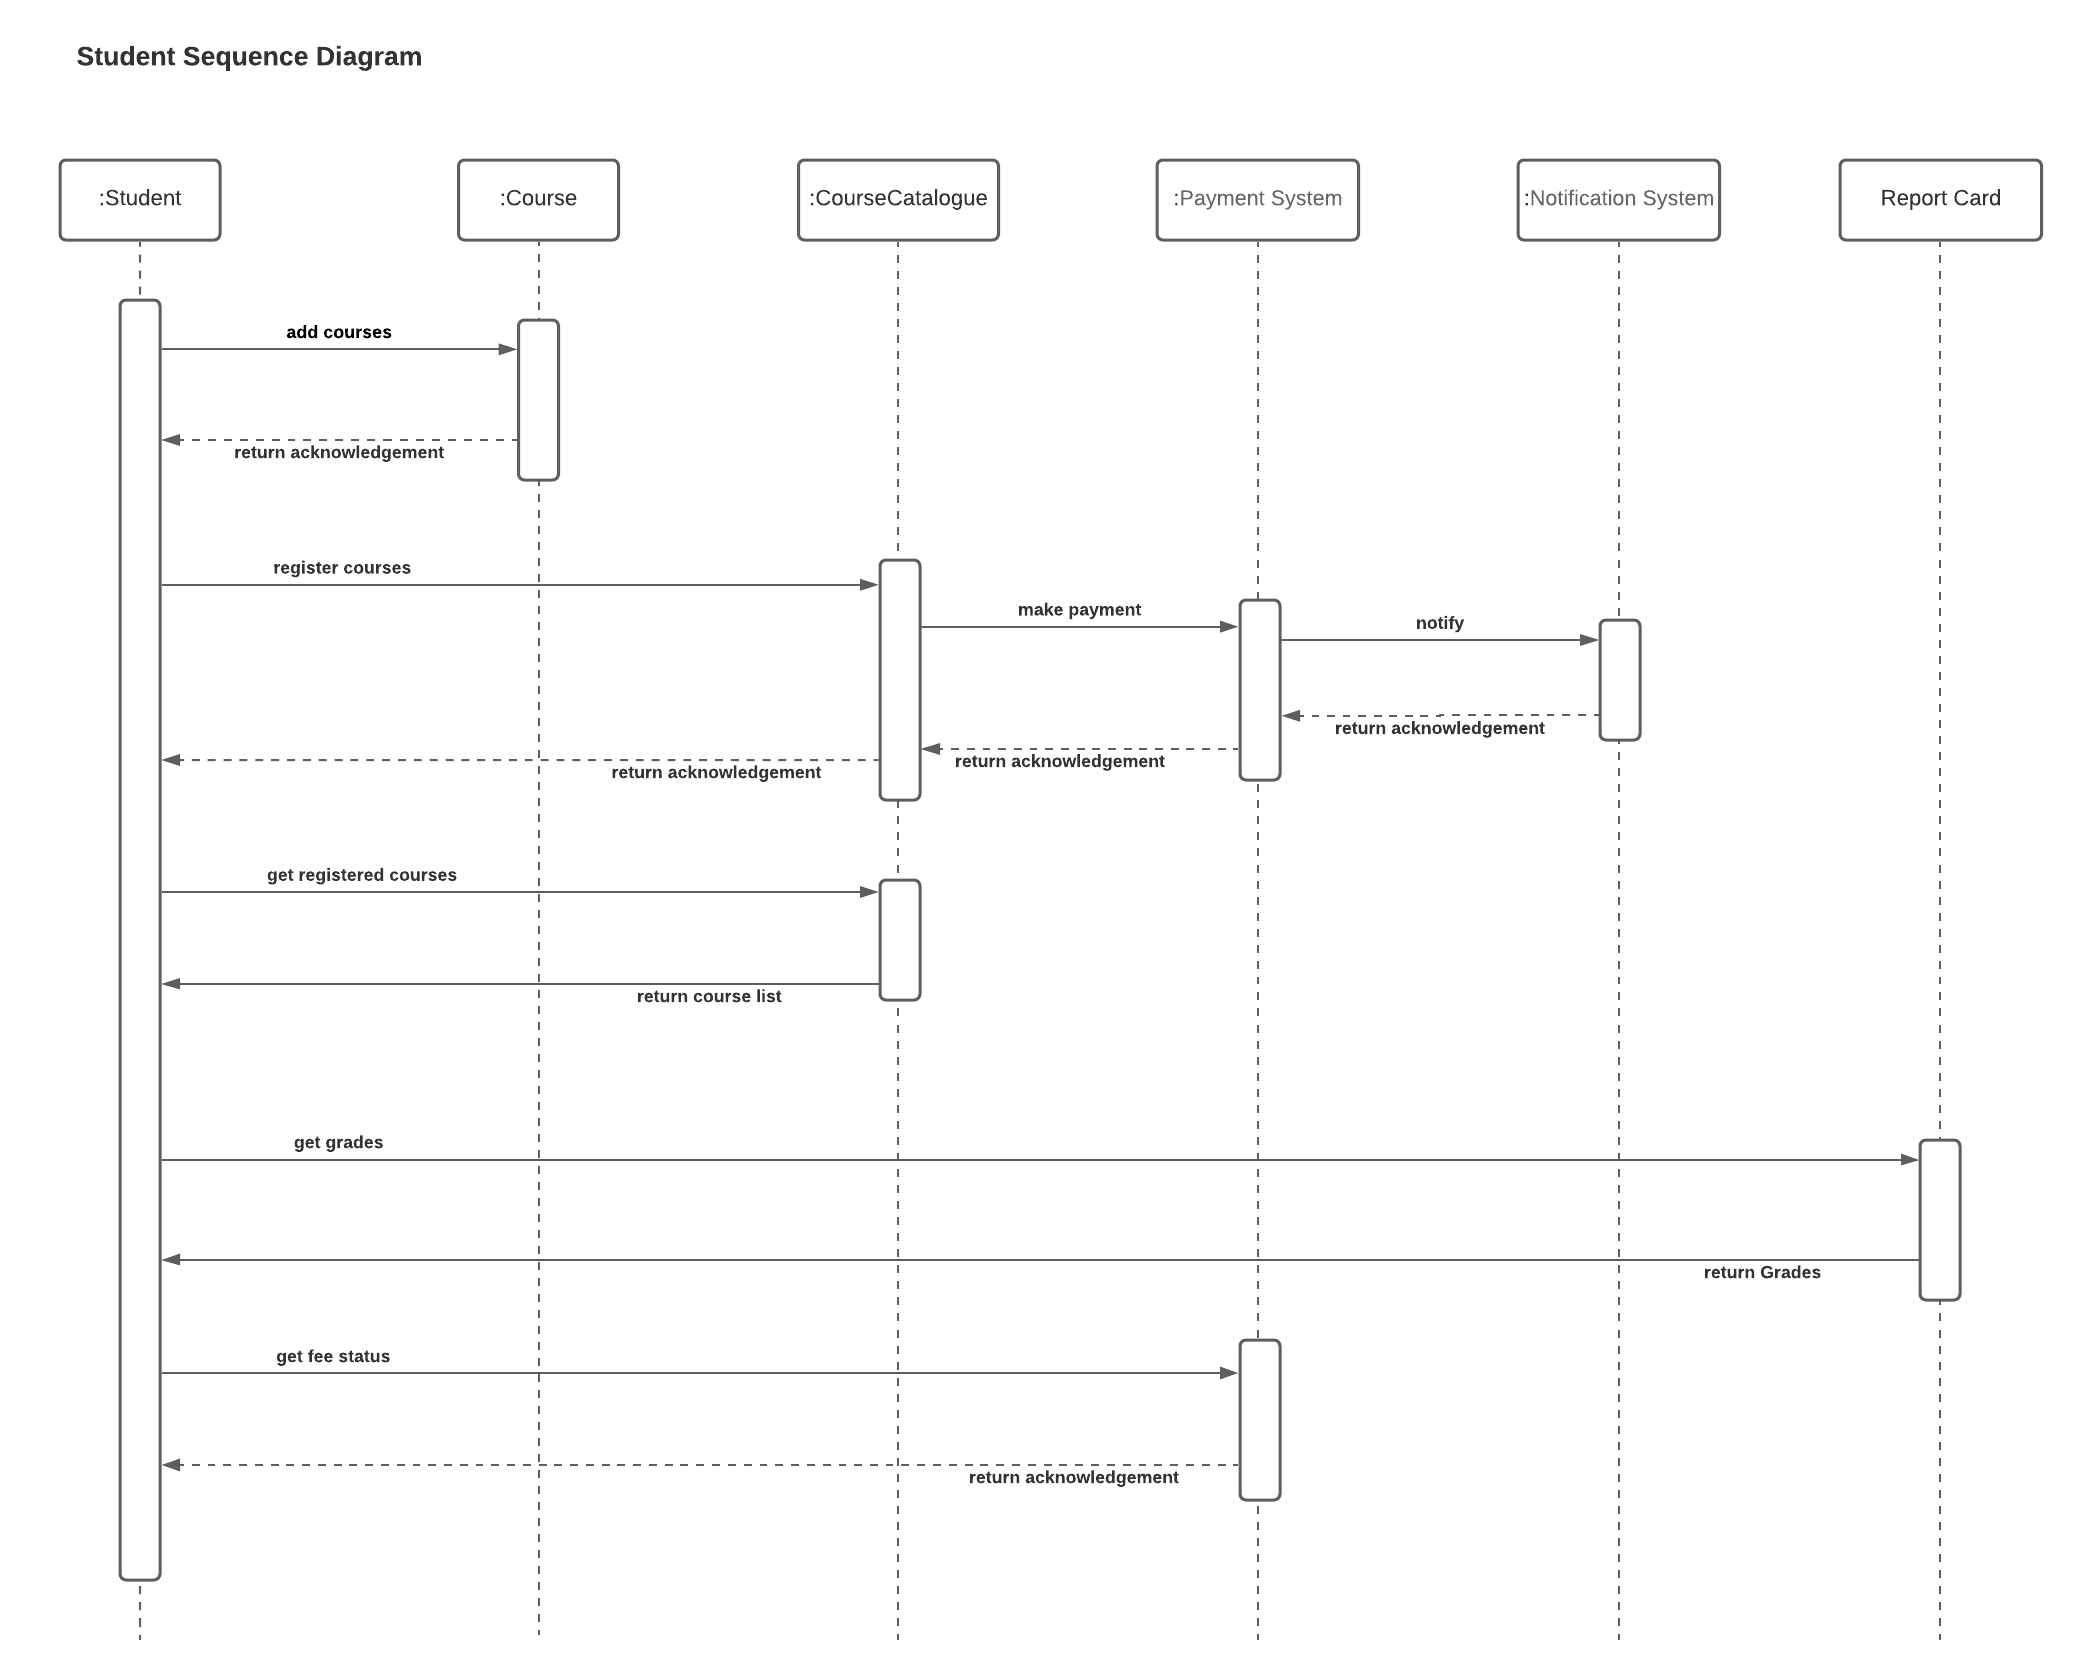 Student Sequence Diagram
:Student
:Course
:CourseCatalogue
:Payment System
:Notification System
Report Card
add courses
return acknowledgement
register courses
make payment
notify
return acknowledgement
return acknowledgement
return acknowledgement
get registered courses
return course list
get grades
return Grades
get fee status
return acknowledgement